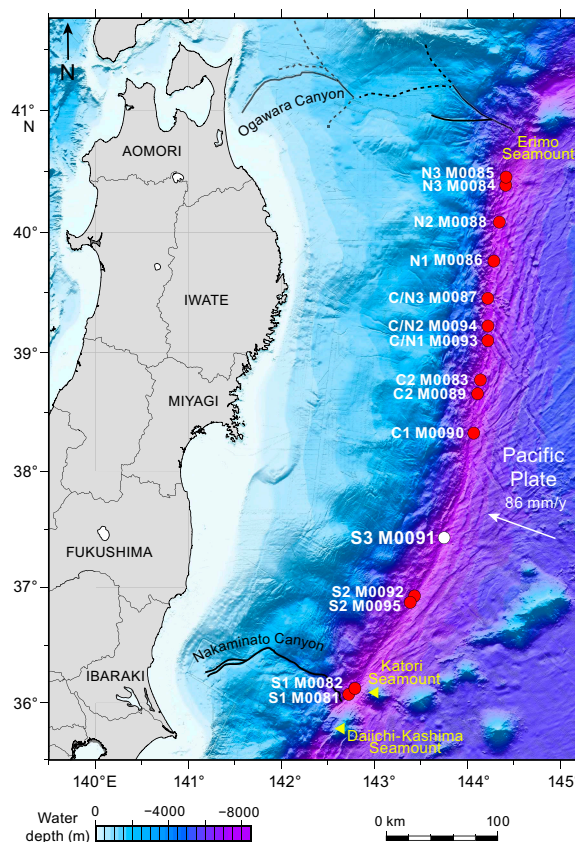 N
41°
N
40°
39°
38°
37°
36°
AOMORI
IWATE
MIYAGI
FUKUSHIMA
IBARAKI
Ogawara Canyon
Erimo
Seamount
N3 M0085
N3 M0084
N2 M0088
N1 M0086
C/N3 M0087
C/N2 M0094
C/N1 M0093
C2 M0083
C2 M0089
C1 M0090
Pacific
Plate
86 mm/y
S3 M0091
S2 M0092
S2 M0095
Nakaminato Canyon
S1 M0082
S1 M0081
Katori
Seamount
Daiichi-Kashima
Seamount
140°E
141°
142°
143°
144°
145
Water
depth (m)
0
−4000
−8000
0 km
100